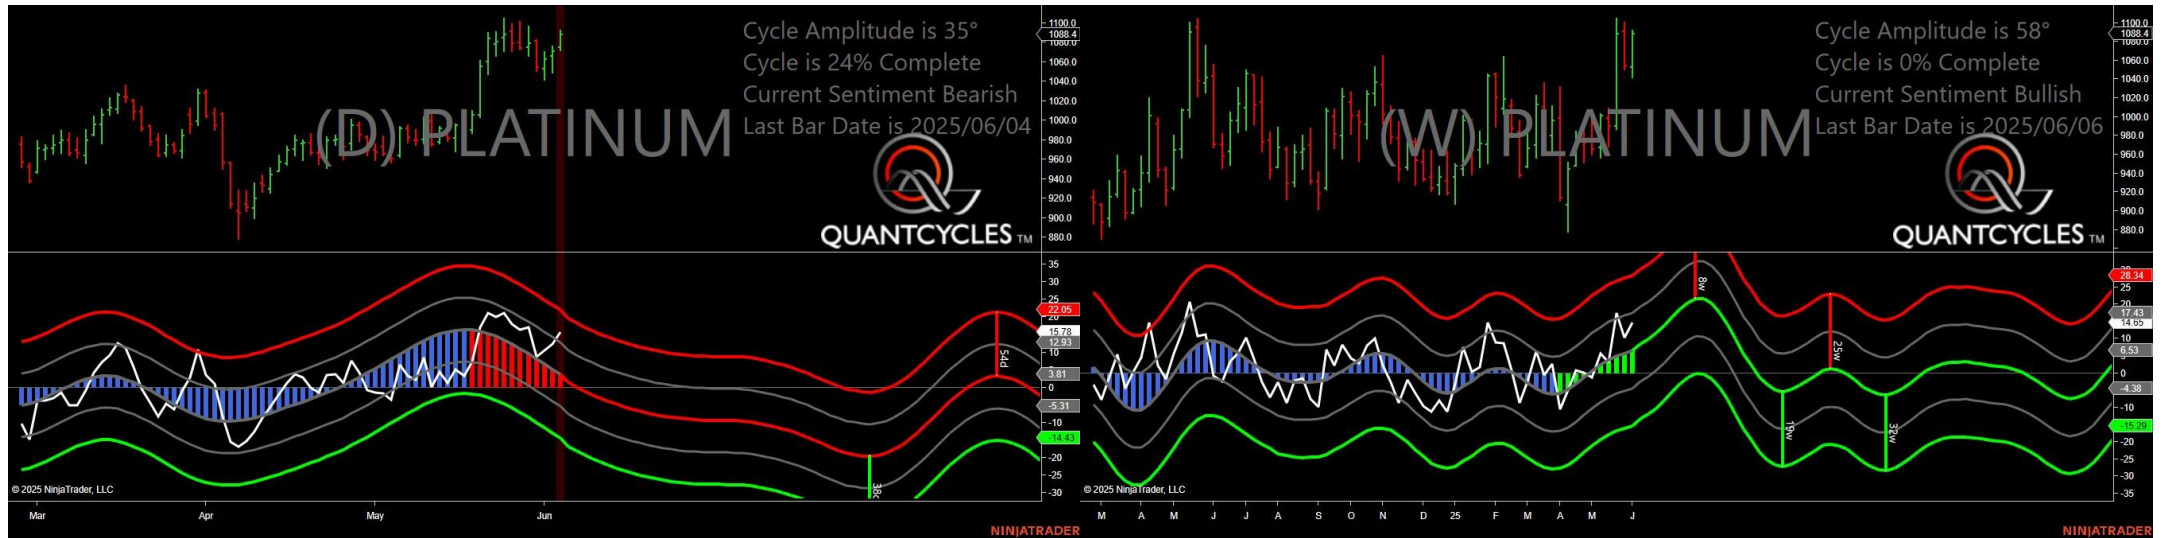 Cycle Amplitude is 35°
Cycle is 24% Complete
Current Sentiment Bearish
Last Bar Date is 2025/06/04
(D) PLATINUM
QUANTCYCLES TM
1100.0
1088.4
1080.0
1060.0
1040.0
1020.0
1000.0
980.0
960.0
940.0
920.0
900.0
880.0
35
30
25
22.05
20
15.78
12.93
10
3.81
0
-5.31
-10
-14.43
-20
-25
-30
54d
38d
© 2025 NinjaTrader, LLC
Mar
Apr
May
Jun
NINJATRADER
Cycle Amplitude is 58°
Cycle is 0% Complete
Current Sentiment Bullish
Last Bar Date is 2025/06/06
(W) PLATINUM
QUANTCYCLES TM
1100.0
1088.4
1080.0
1060.0
1040.0
1020.0
1000.0
980.0
960.0
940.0
920.0
900.0
880.0
28.34
25
20
17.43
14.65
6.53
0
-4.38
-10
-15.29
-20
-25
-30
-35
8w
25w
19w
32w
© 2025 NinjaTrader, LLC
M A M J J A S O N D 25 F M A M J
NINJATRADER